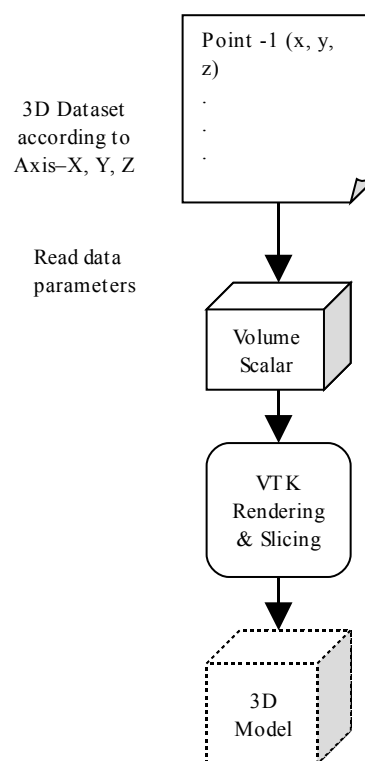 Point -1 (x, y,
z)
.
.
.
3D Dataset
according to
Axis–X, Y, Z
Read data
parameters
Volume
Scalar
VTK
Rendering
& Slicing
3D
Model